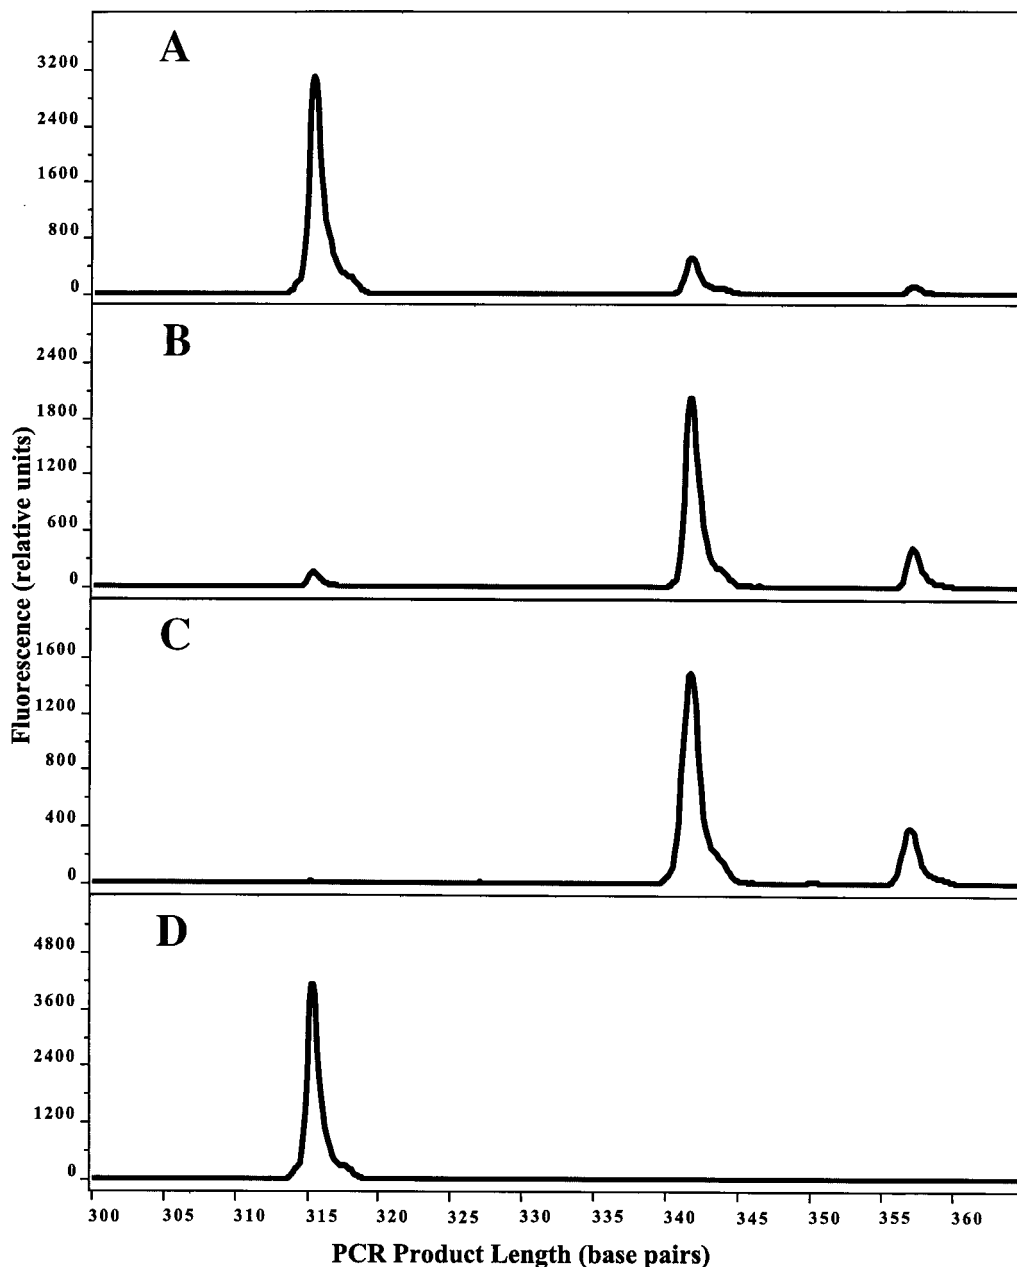 A
3200
2400
1600
800
0
B
2400
1800
1200
600
0
C
1600
1200
800
400
0
D
4800
3600
2400
1200
0
Fluorescence (relative units)
300 305 310 315 320 325 330 335 340 345 350 355 360
PCR Product Length (base pairs)